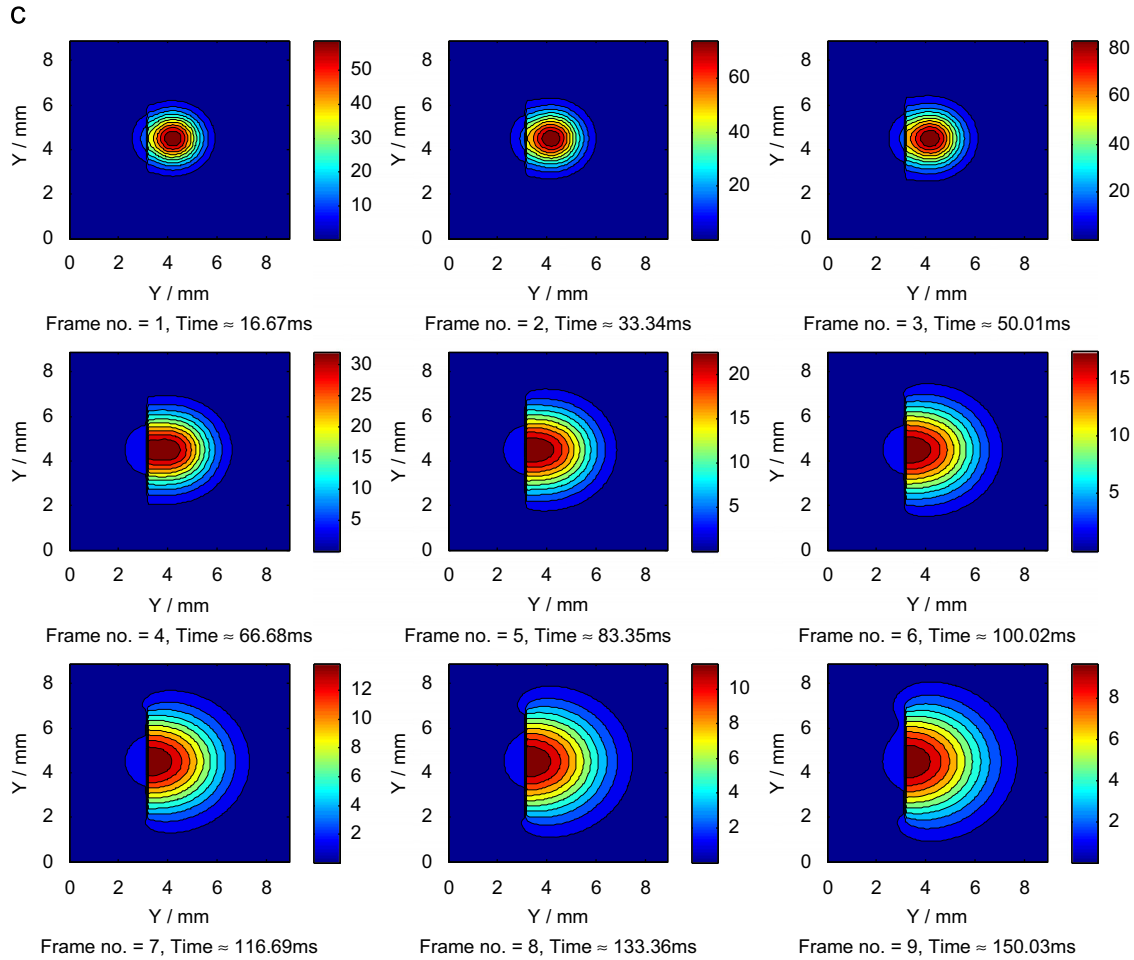 C
8
6
4
2
0
Y / mm
0 2 4 6 8
Y / mm
50
40
30
20
10
Frame no. = 1, Time ≈ 16.67ms
8
6
4
2
0
Y / mm
0 2 4 6 8
Y / mm
60
40
20
Frame no. = 2, Time ≈ 33.34ms
8
6
4
2
0
Y / mm
0 2 4 6 8
Y / mm
80
60
40
20
Frame no. = 3, Time ≈ 50.01ms
8
6
4
2
0
Y / mm
0 2 4 6 8
Y / mm
30
25
20
15
10
5
Frame no. = 4, Time ≈ 66.68ms
8
6
4
2
0
Y / mm
0 2 4 6 8
Y / mm
20
15
10
5
Frame no. = 5, Time ≈ 83.35ms
8
6
4
2
0
Y / mm
0 2 4 6 8
Y / mm
15
10
5
Frame no. = 6, Time ≈ 100.02ms
8
6
4
2
0
Y / mm
0 2 4 6 8
Y / mm
12
10
8
6
4
2
Frame no. = 7, Time ≈ 116.69ms
8
6
4
2
0
Y / mm
0 2 4 6 8
Y / mm
10
8
6
4
2
Frame no. = 8, Time ≈ 133.36ms
8
6
4
2
0
Y / mm
0 2 4 6 8
Y / mm
8
6
4
2
Frame no. = 9, Time ≈ 150.03ms